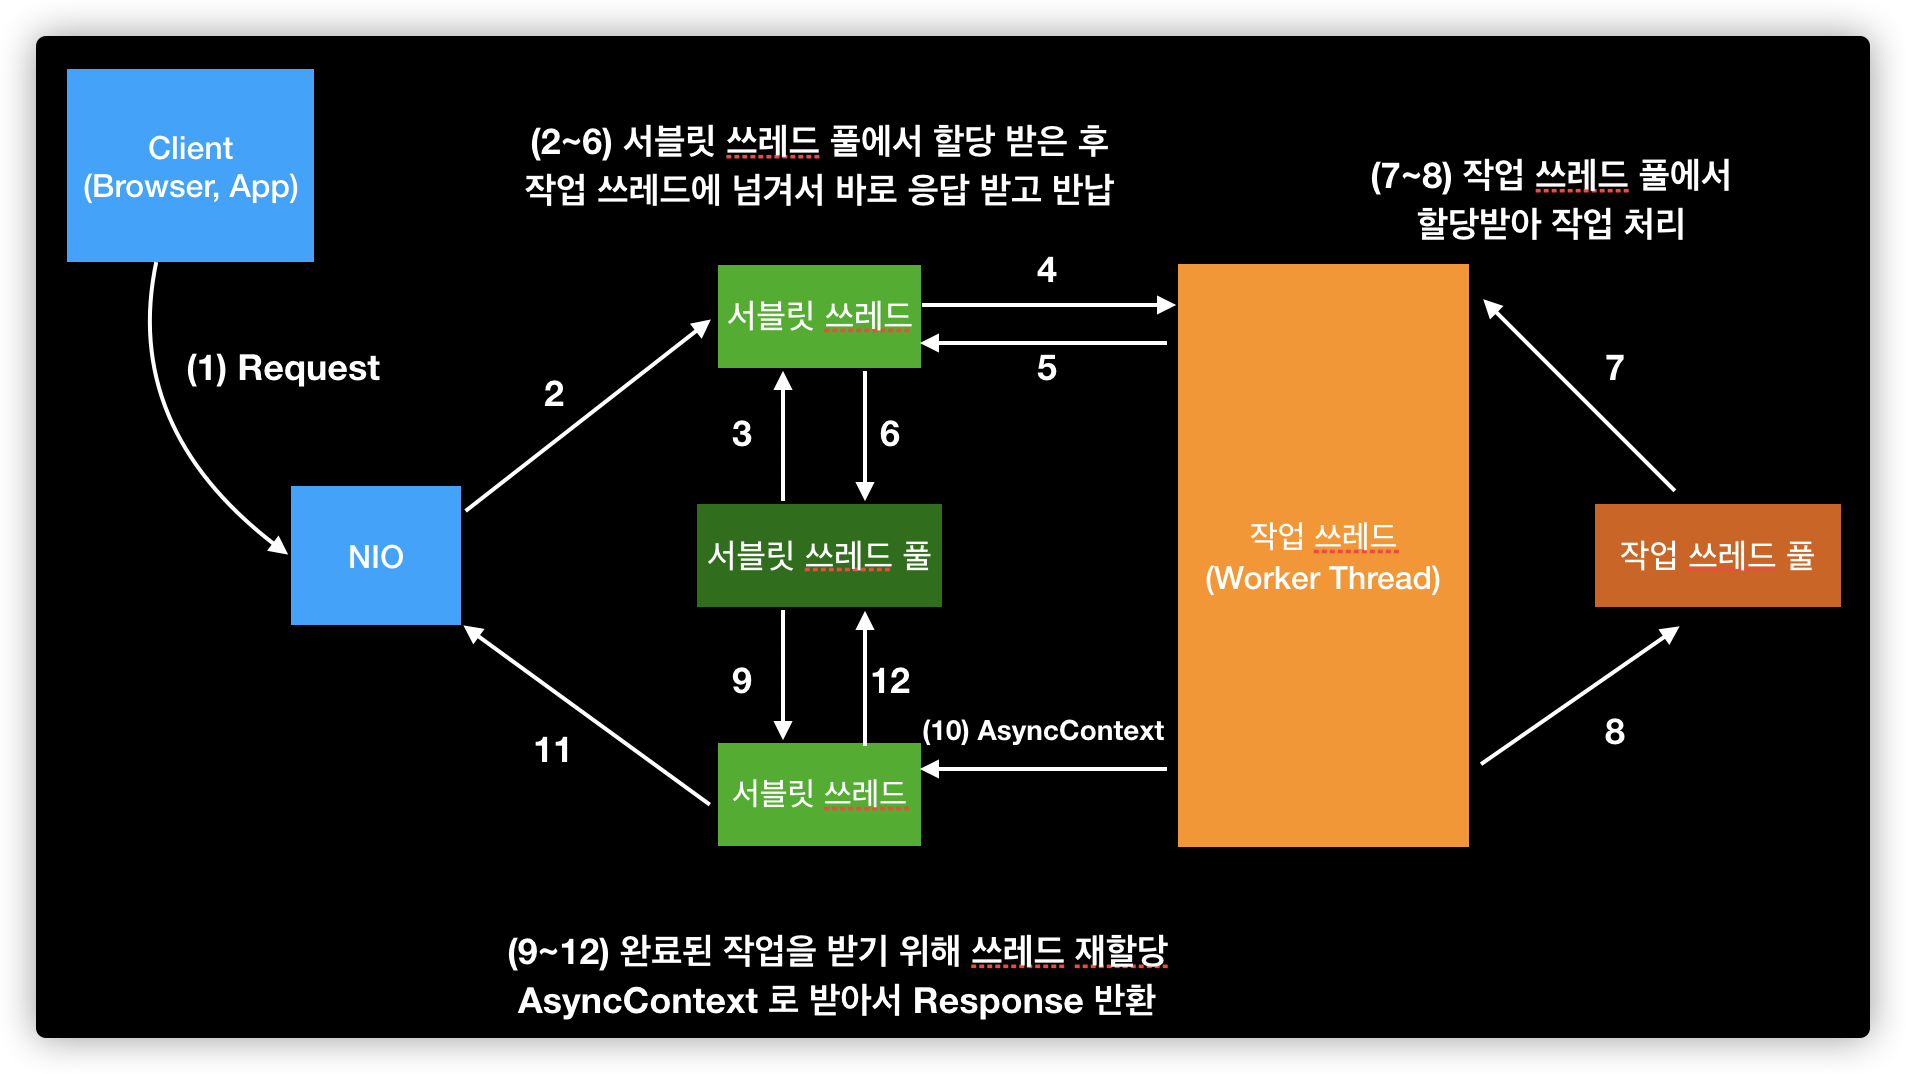 Client
(Browser, App)
(2~6) 서블릿 쓰레드 풀에서 할당 받은 후
작업 쓰레드에 넘겨서 바로 응답 받고 반납
(7~8) 작업 쓰레드 풀에서
할당받아 작업 처리
서블릿 쓰레드
4
5
(1) Request
2
3
6
7
NIO
서블릿 쓰레드 풀
작업 쓰레드
(Worker Thread)
작업 쓰레드 풀
9
12
11
(10) AsyncContext
8
서블릿 쓰레드
(9~12) 완료된 작업을 받기 위해 쓰레드 재할당
AsyncContext 로 받아서 Response 반환